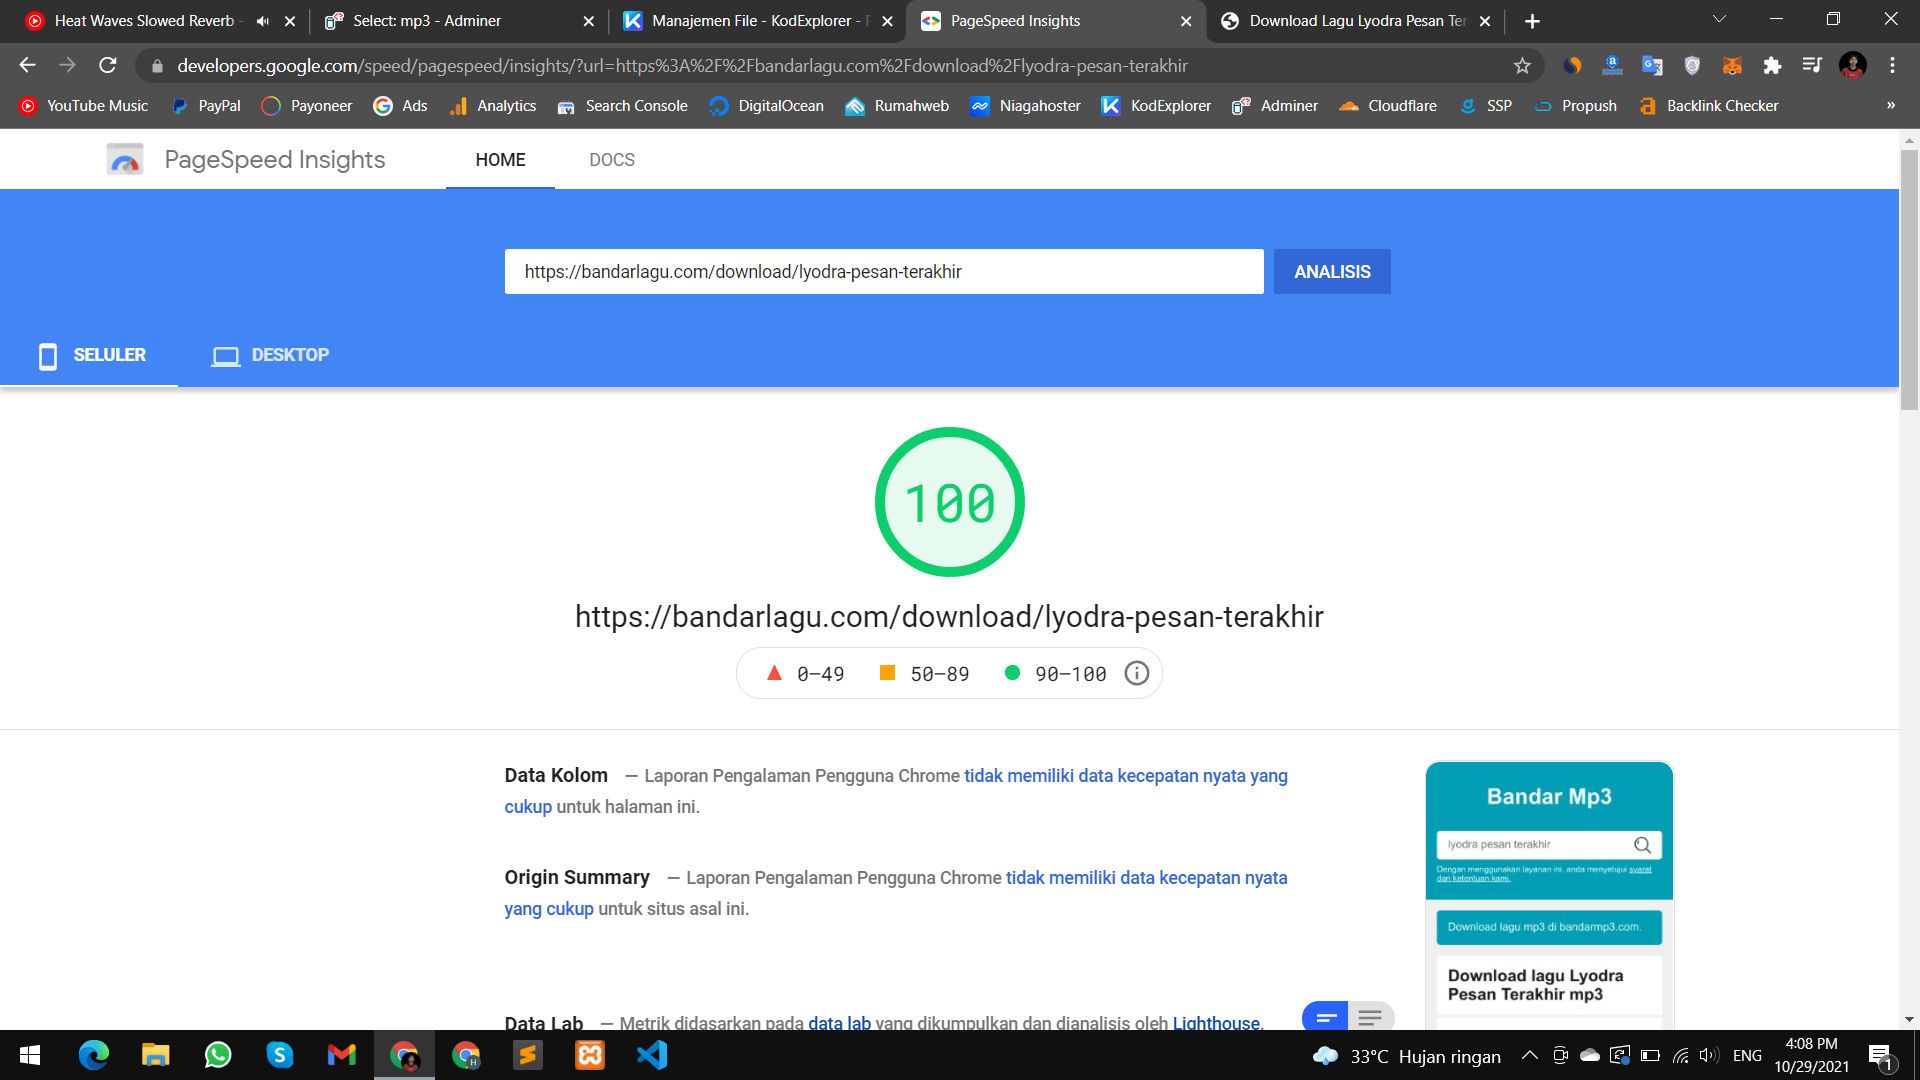 Heat Waves Slowed Reverb -
Select: mp3 - Adminer
Manajemen File - KodExplorer -
PageSpeed Insights
Download Lagu Lyodra Pesan Ter
developers.google.com/speed/pagespeed/insights/?url=https%3A%2F%2Fbandarlagu.com%2Fdownload%2Flyodra-pesan-terakhir
YouTube Music PayPal Payoneer Ads Analytics Search Console DigitalOcean Rumahweb Niagahoster KodExplorer Adminer Cloudflare SSP Propush Backlink Checker »
PageSpeed Insights HOME DOCS
https://bandarlagu.com/download/lyodra-pesan-terakhir ANALISIS
SELULER DESKTOP
100
https://bandarlagu.com/download/lyodra-pesan-terakhir
0–49 50–89 90–100
Data Kolom — Laporan Pengalaman Pengguna Chrome tidak memiliki data kecepatan nyata yang
cukup untuk halaman ini.
Origin Summary — Laporan Pengalaman Pengguna Chrome tidak memiliki data kecepatan nyata
yang cukup untuk situs asal ini.
Data Lab — Metrik didasarkan pada data lab yang dikumpulkan dan dianalisis oleh Lighthouse.
Bandar Mp3
lyodra pesan terakhir
Dengan menggunakan layanan ini, anda menyetujui syarat
dan ketentuan kami.
Download lagu mp3 di bandarmp3.com.
Download lagu Lyodra
Pesan Terakhir mp3
33°C Hujan ringan
ENG
4:08 PM
10/29/2021
1